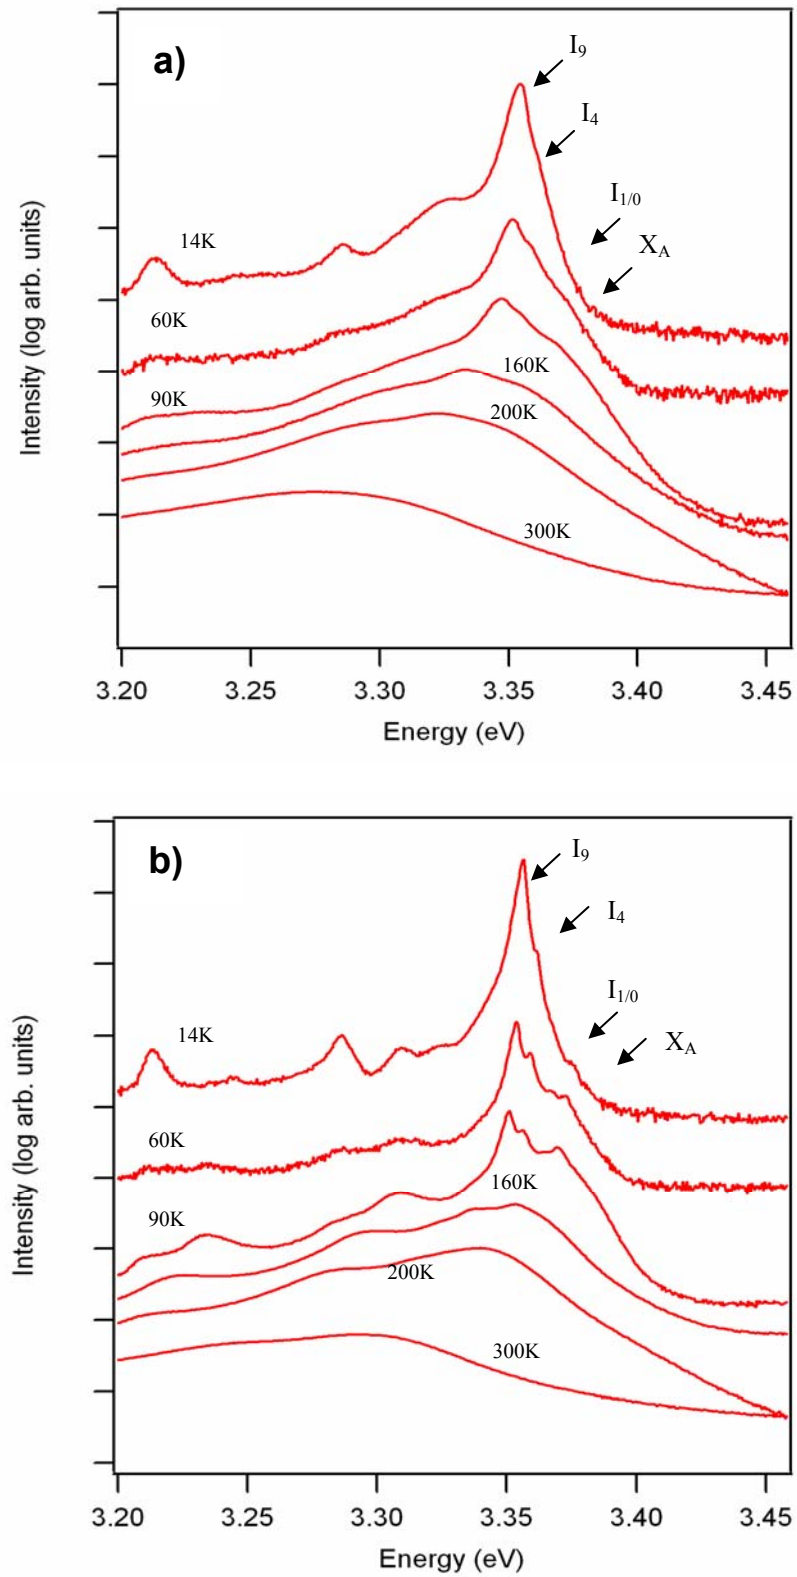 a)
I₉
I₄
I₁/₀
X_A
14K
60K
90K
160K
200K
300K
Intensity (log arb. units)
3.20 3.25 3.30 3.35 3.40 3.45
Energy (eV)
b)
I₉
I₄
I₁/₀
X_A
14K
60K
90K
160K
200K
300K
Intensity (log arb. units)
3.20 3.25 3.30 3.35 3.40 3.45
Energy (eV)